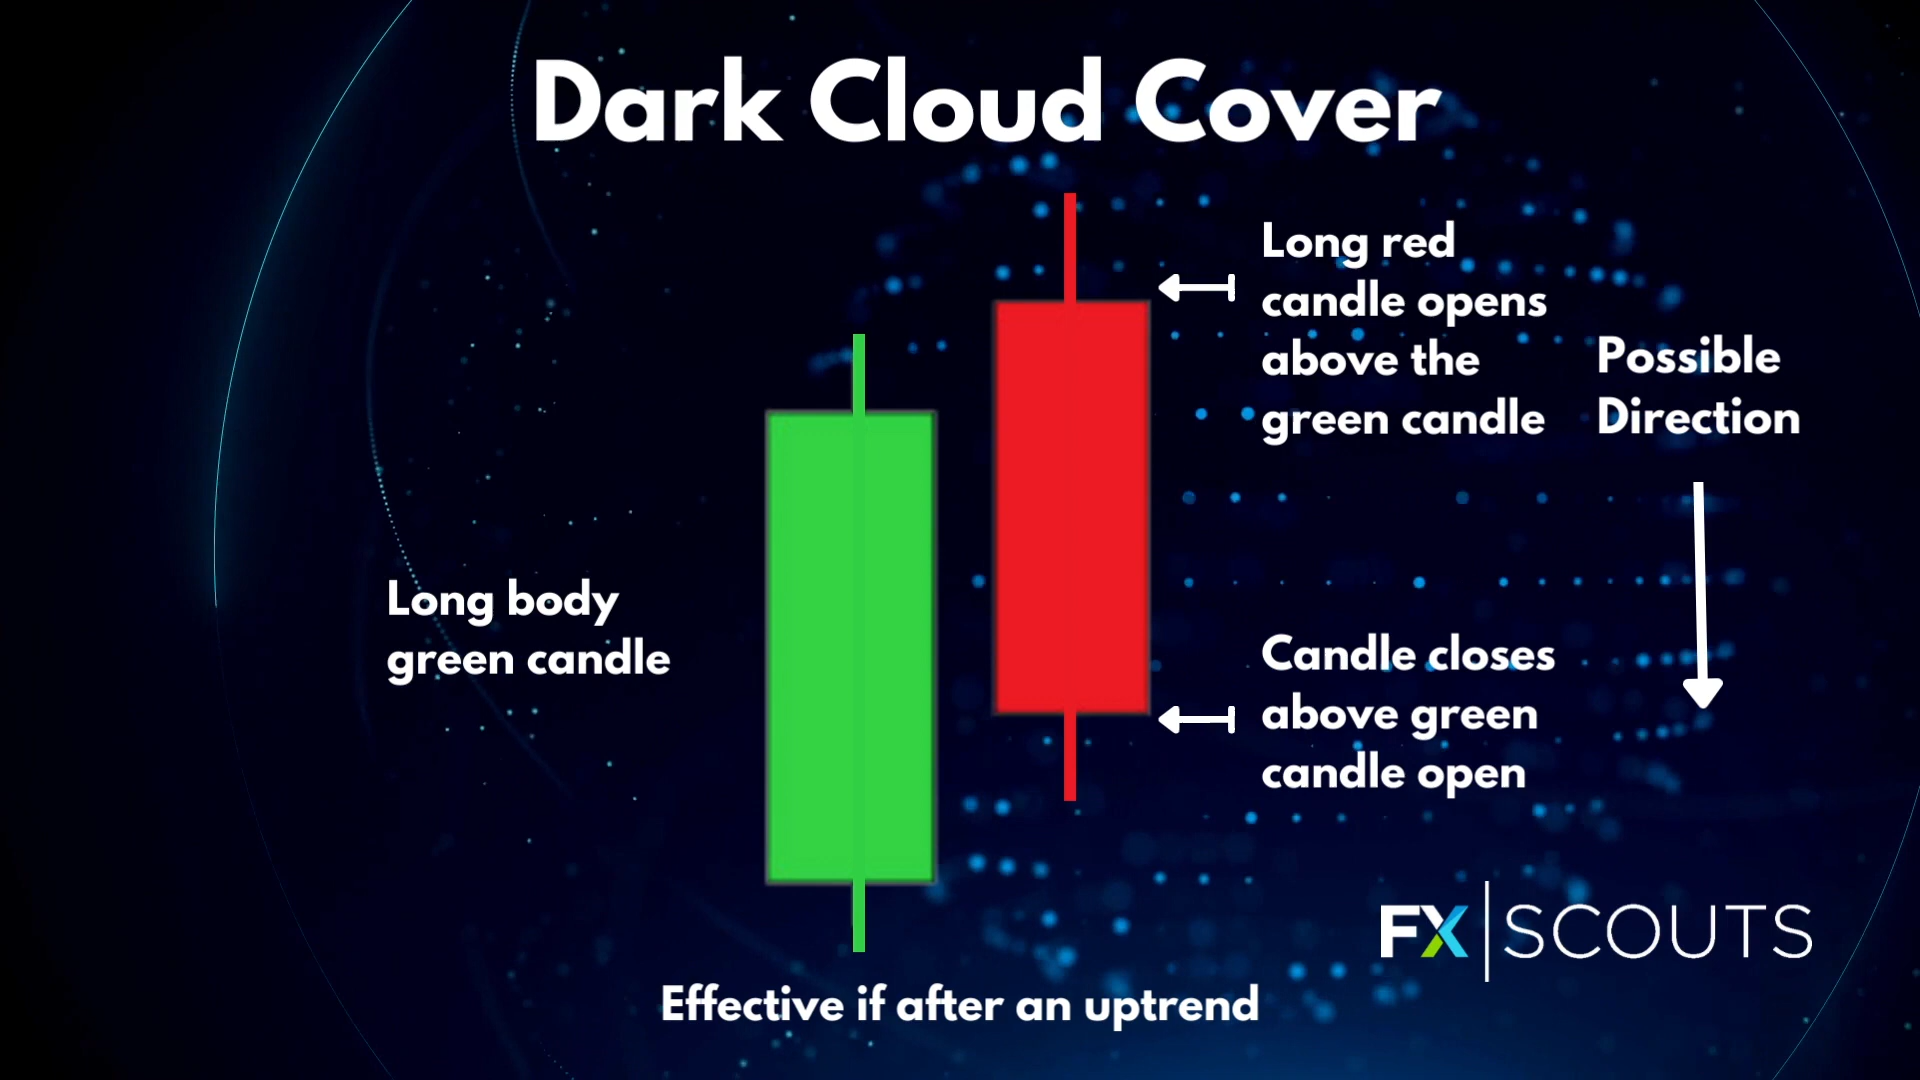 Dark Cloud Cover
Long red
candle opens
above the
green candle
Possible
Direction
Long body
green candle
Candle closes
above green
candle open
FX|SCOUTS
Effective if after an uptrend